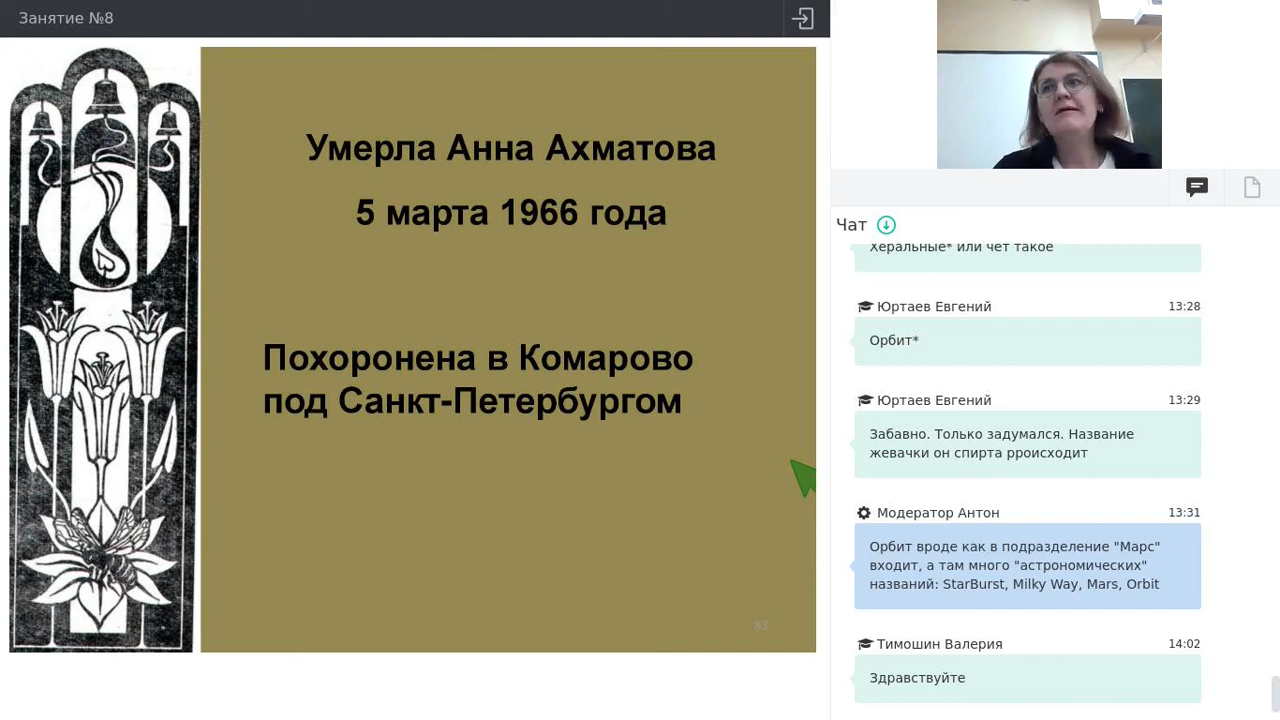 Занятие №8
Умерла Анна Ахматова
5 марта 1966 года
Похоронена в Комарово
под Санкт-Петербургом
83
Чат
Херальные* или чет такое
Юртаев Евгений 13:28
Орбит*
Юртаев Евгений 13:29
Забавно. Только задумался. Название
жевачки он спирта рроисходит
Модератор Антон 13:31
Орбит вроде как в подразделение "Марс"
входит, а там много "астрономических"
названий: StarBurst, Milky Way, Mars, Orbit
Тимошин Валерия 14:02
Здравствуйте